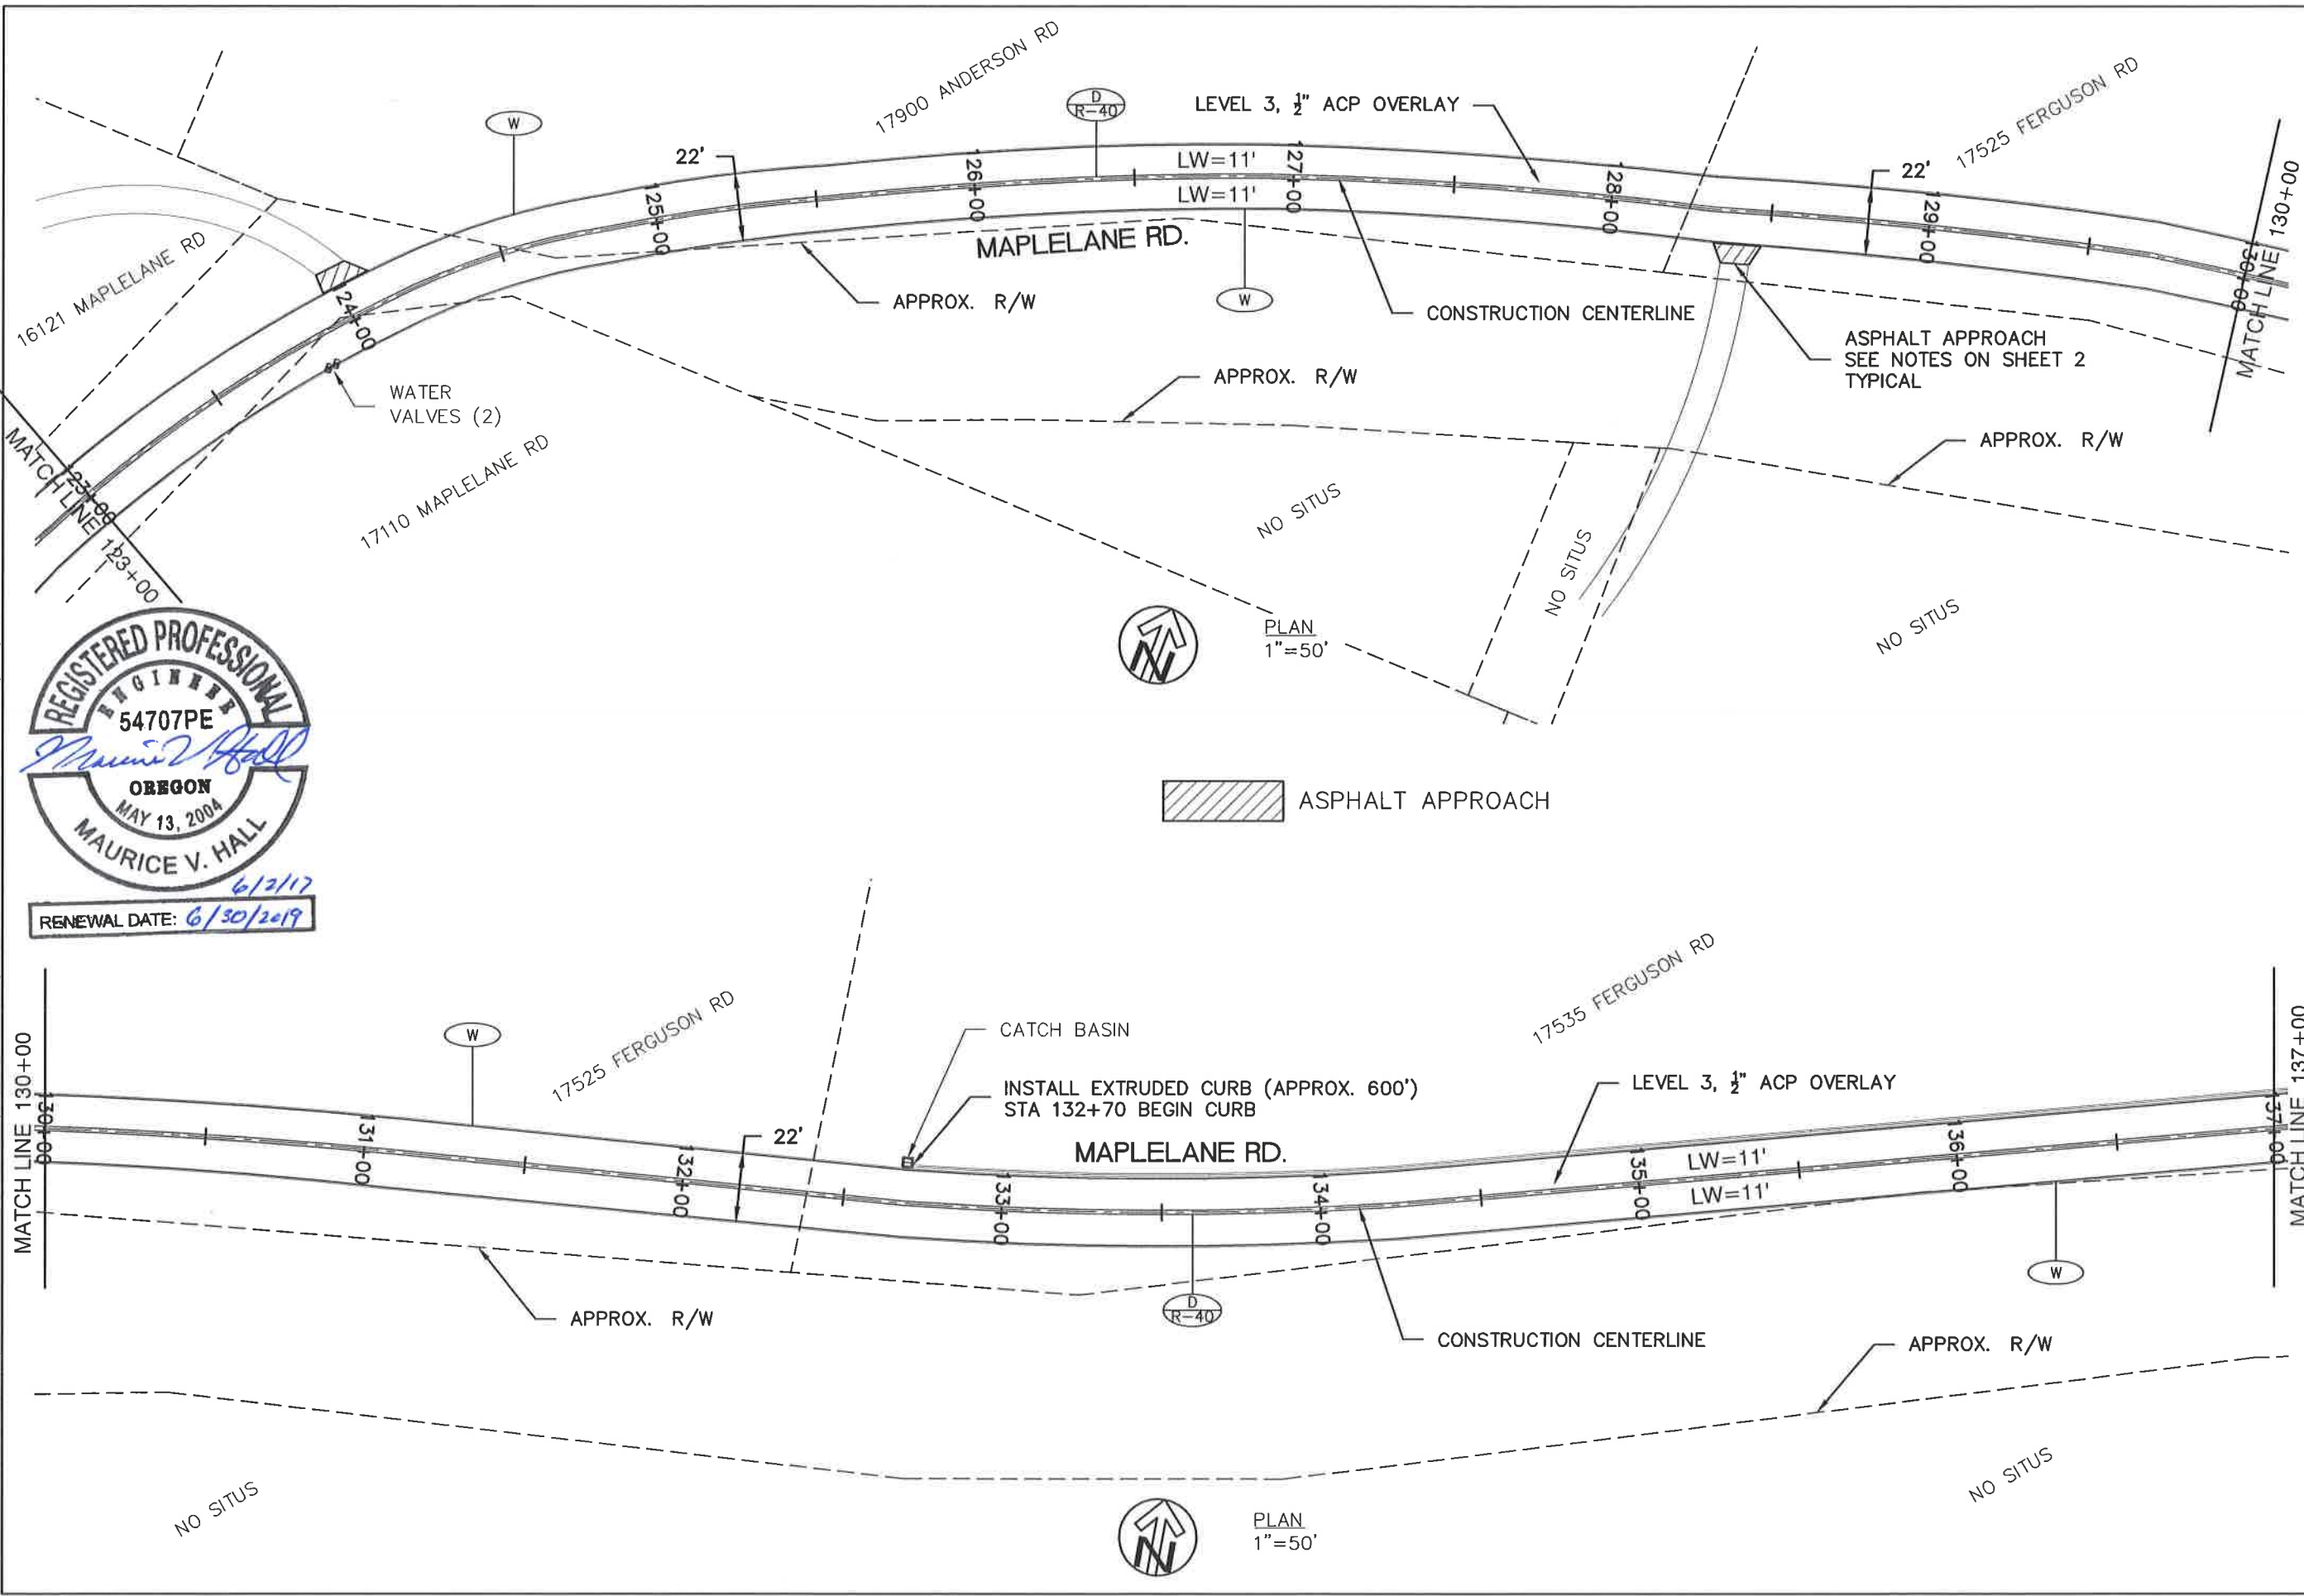 17900 ANDERSON RD
D
R-40
LEVEL 3, ½" ACP OVERLAY
17525 FERGUSON RD
W
22'
LW=11'
LW=11'
22'
124+00
125+00
126+00
127+00
128+00
129+00
130+00
MATCH LINE 130+00
MAPLELANE RD.
16121 MAPLELANE RD
APPROX. R/W
W
CONSTRUCTION CENTERLINE
ASPHALT APPROACH
SEE NOTES ON SHEET 2
TYPICAL
WATER
VALVES (2)
APPROX. R/W
APPROX. R/W
123+00
MATCH LINE 123+00
17110 MAPLELANE RD
NO SITUS
NO SITUS
NO SITUS
N
PLAN
1"=50'
REGISTERED PROFESSIONAL
ENGINEER
54707PE
Maurice V Hall
OREGON
MAY 13, 2004
MAURICE V. HALL
6/2/17
RENEWAL DATE: 6/30/2019
ASPHALT APPROACH
MATCH LINE 130+00
130+00
W
17525 FERGUSON RD
CATCH BASIN
INSTALL EXTRUDED CURB (APPROX. 600')
STA 132+70 BEGIN CURB
17535 FERGUSON RD
LEVEL 3, ½" ACP OVERLAY
MATCH LINE 137+00
137+00
131+00
132+00
22'
MAPLELANE RD.
133+00
134+00
135+00
136+00
LW=11'
LW=11'
W
APPROX. R/W
D
R-40
CONSTRUCTION CENTERLINE
APPROX. R/W
NO SITUS
NO SITUS
N
PLAN
1"=50'